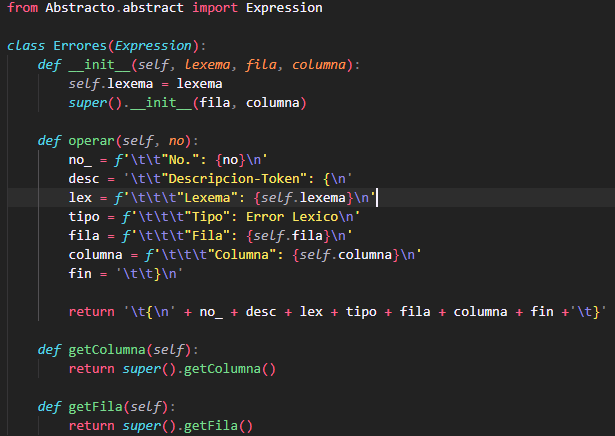 from Abstracto.abstract import Expression
class Errores(Expression):
def __init__(self, lexema, fila, columna):
self.lexema = lexema
super().__init__(fila, columna)
def operar(self, no):
no_ = f'\t\t"No.": {no}\n'
desc = '\t\t"Descripcion-Token": {\n'
lex = f'\t\t\t"Lexema": {self.lexema}\n'
tipo = f'\t\t\t"Tipo": Error Lexico\n'
fila = f'\t\t\t"Fila": {self.fila}\n'
columna = f'\t\t\t"Columna": {self.columna}\n'
fin = '\t\t}\n'
return '\t{\n' + no_ + desc + lex + tipo + fila + columna + fin +'\t}'
def getColumna(self):
return super().getColumna()
def getFila(self):
return super().getFila()